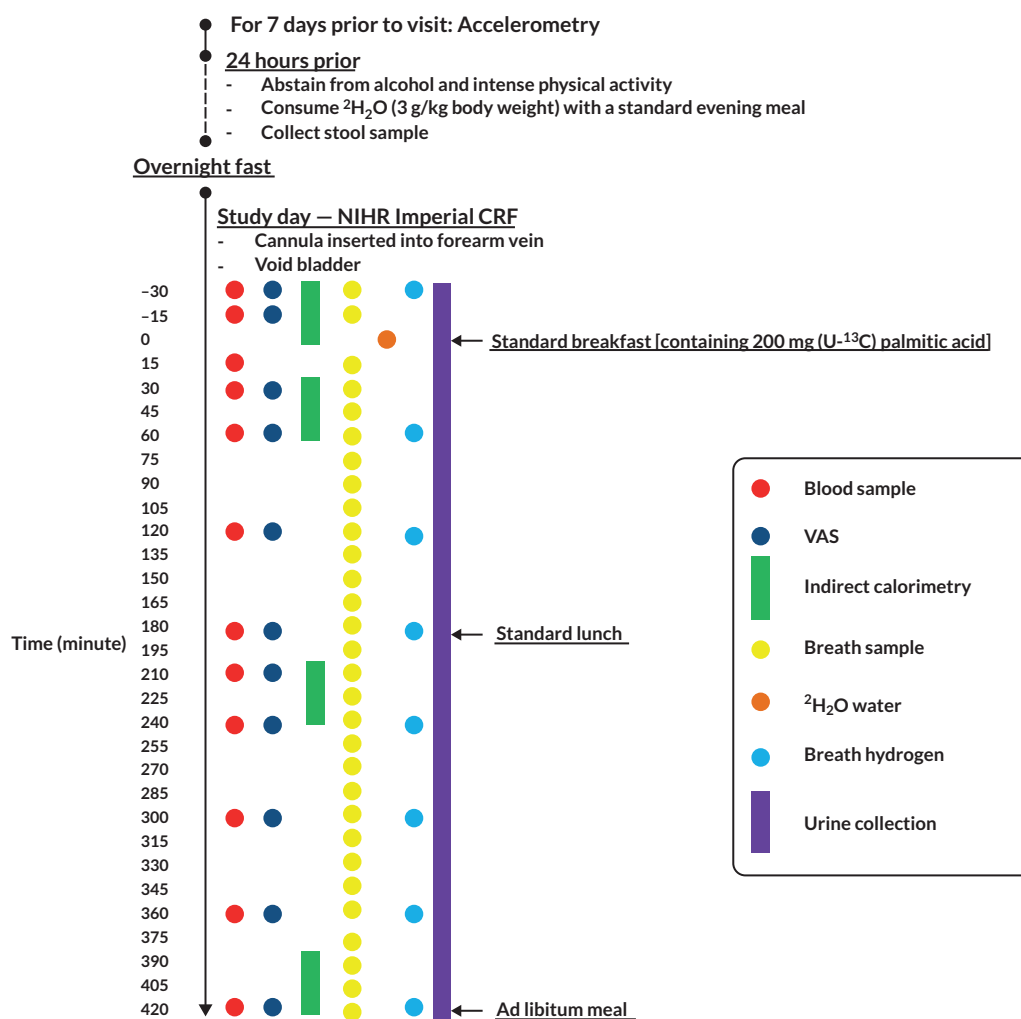 For 7 days prior to visit: Accelerometry
24 hours prior
- Abstain from alcohol and intense physical activity
- Consume ²H₂O (3 g/kg body weight) with a standard evening meal
- Collect stool sample
Overnight fast
Study day — NIHR Imperial CRF
- Cannula inserted into forearm vein
- Void bladder
–30
–15
0
Standard breakfast [containing 200 mg (U-¹³C) palmitic acid]
15
30
45
60
75
90
105
120
135
150
165
180
Standard lunch
Time (minute)
195
210
225
240
255
270
285
300
315
330
345
360
375
390
405
420
Ad libitum meal
Blood sample
VAS
Indirect calorimetry
Breath sample
²H₂O water
Breath hydrogen
Urine collection